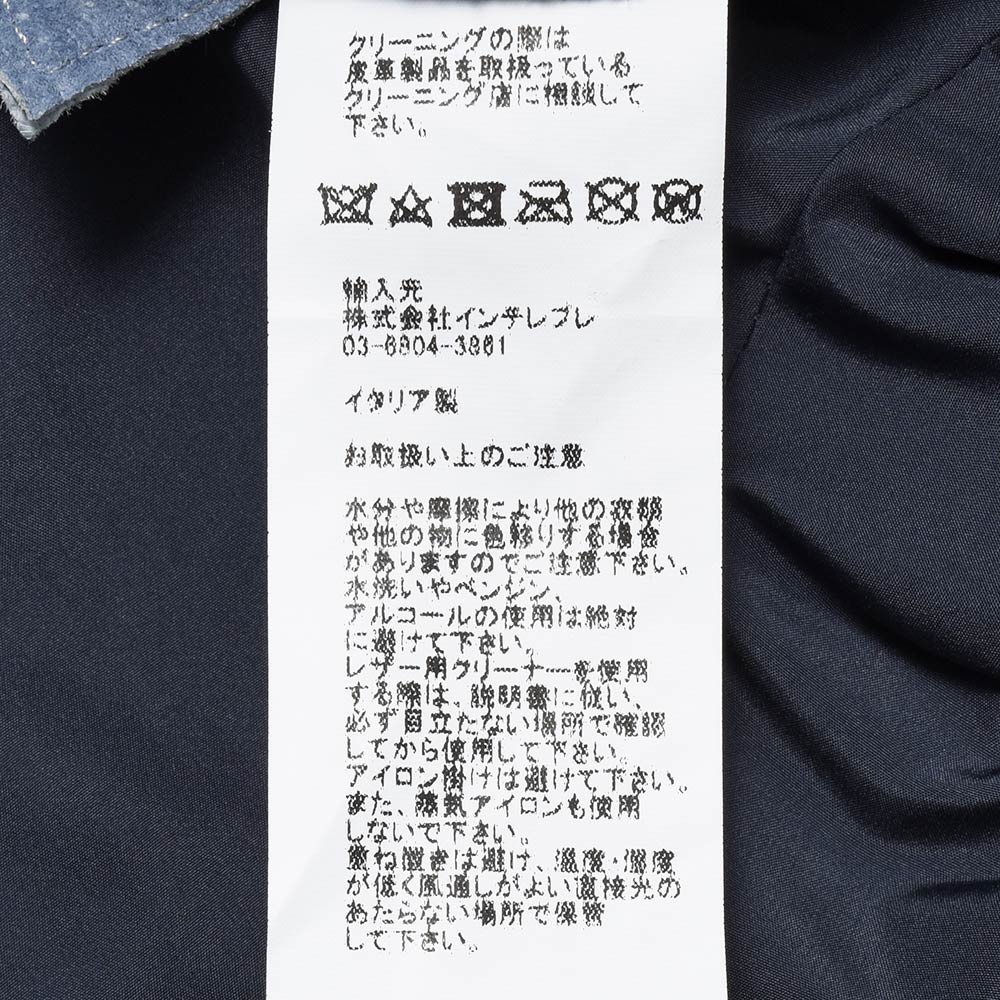 クリーニングの際は
皮革製品を取扱っている
クリーニング店に相談して
下さい。
輸入元
株式会社インテレプレ
03-6804-3861
イタリア製
お取扱い上のご注意
水分や摩擦により他の衣類
や他の物に色移りする場合
がありますのでご注意下さい。
水洗いやベンジン、
アルコールの使用は絶対
に避けて下さい。
レザー用クリーナーを使用
する際は、説明書に従い、
必ず目立たない場所で確認
してから使用して下さい。
アイロン掛けは避けて下さい。
また、蒸気アイロンも使用
しないで下さい。
重ね置きは避け、温度・湿度
が低く風通しがよい直接光の
あたらない場所で保管
して下さい。